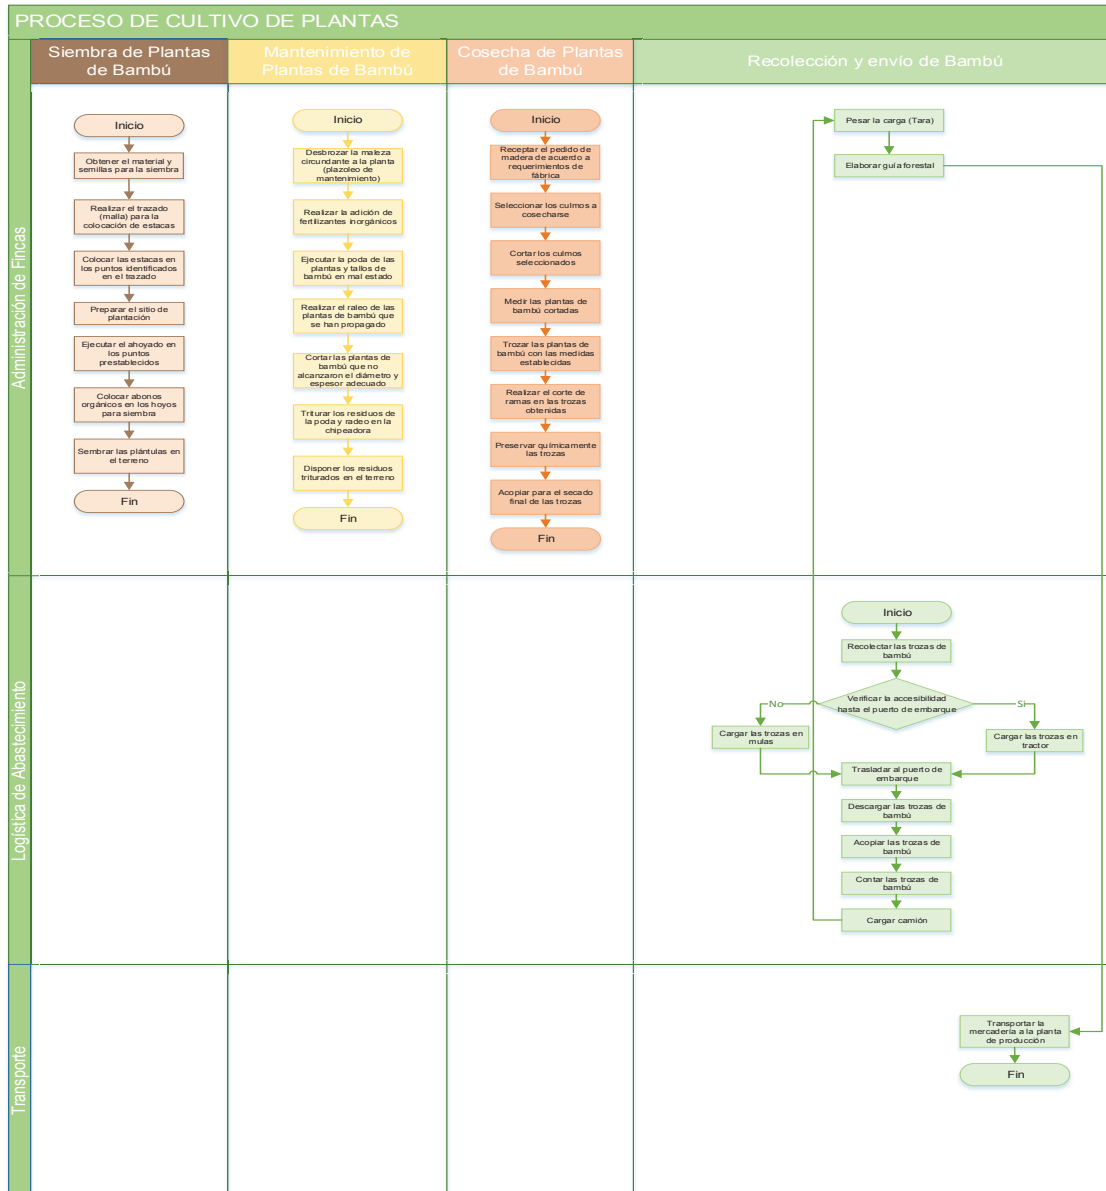 PROCESO DE CULTIVO DE PLANTAS
Siembra de Plantas
de Bambú
Mantenimiento de
Plantas de Bambú
Cosecha de Plantas
de Bambú
Recolección y envío de Bambú
Administración de Fincas
Inicio
Obtener el material y
semillas para la siembra
Realizar el trazado
(malla) para la
colocación de estacas
Colocar las estacas en
los puntos identificados
en el trazado
Preparar el sitio de
plantación
Ejecutar el ahoyado en
los puntos
prestablecidos
Colocar abonos
orgánicos en los hoyos
para siembra
Sembrar las plántulas en
el terreno
Fin
Inicio
Desbrozar la maleza
circundante a la planta
(plazoleo de
mantenimiento)
Realizar la adición de
fertilizantes inorgánicos
Ejecutar la poda de las
plantas y tallos de
bambú en mal estado
Realizar el raleo de las
plantas de bambú que
se han propagado
Cortar las plantas de
bambú que no
alcanzaron el diámetro y
espesor adecuado
Triturar los residuos de
la poda y radeo en la
chipeadora
Disponer los residuos
triturados en el terreno
Fin
Inicio
Receptar el pedido de
madera de acuerdo a
requerimientos de
fábrica
Seleccionar los culmos a
cosecharse
Cortar los culmos
seleccionados
Medir las plantas de
bambú cortadas
Trozar las plantas de
bambú con las medidas
establecidas
Realizar el corte de
ramas en las trozas
obtenidas
Preservar químicamente
las trozas
Acopiar para el secado
final de las trozas
Fin
Pesar la carga (Tara)
Elaborar guía forestal
Logística de Abastecimiento
Inicio
Recolectar las trozas de
bambú
Verificar la accesibilidad
hasta el puerto de embarque
No
Si
Cargar las trozas en
mulas
Cargar las trozas en
tractor
Trasladar al puerto de
embarque
Descargar las trozas de
bambú
Acopiar las trozas de
bambú
Contar las trozas de
bambú
Cargar camión
Transporte
Transportar la
mercadería a la planta
de producción
Fin